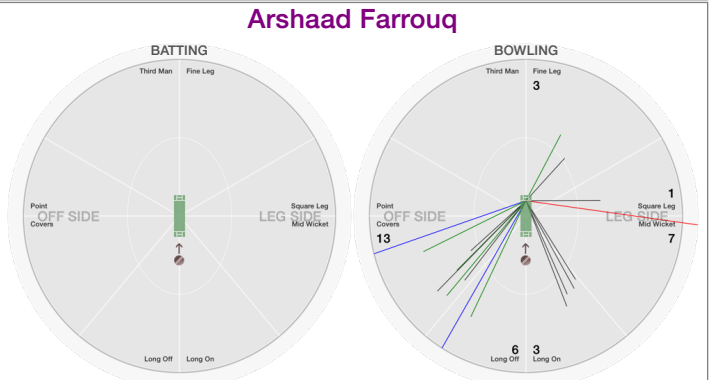 Arshaad Farrouq
BATTING
Third Man Fine Leg
Point
OFF SIDE
Covers
Square Leg
LEG SIDE
Mid Wicket
Long Off Long On
BOWLING
Third Man Fine Leg
3
1
Point
OFF SIDE
Covers
13
Square Leg
LEG SIDE
Mid Wicket
7
6 3
Long Off Long On